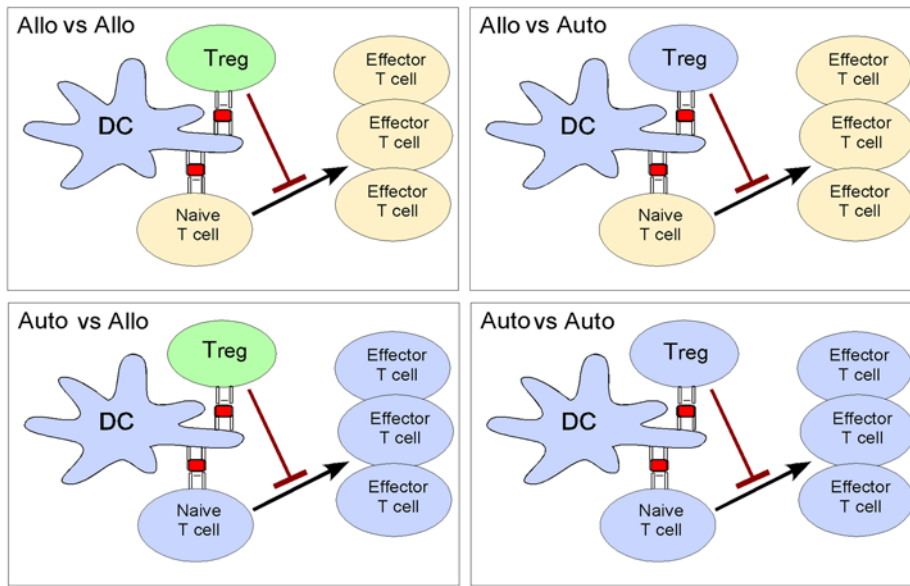 Allo vs Allo
Treg
DC
Naive
T cell
Effector
T cell
Effector
T cell
Effector
T cell
Allo vs Auto
Treg
DC
Naive
T cell
Effector
T cell
Effector
T cell
Effector
T cell
Auto vs Allo
Treg
DC
Naive
T cell
Effector
T cell
Effector
T cell
Effector
T cell
Auto vs Auto
Treg
DC
Naive
T cell
Effector
T cell
Effector
T cell
Effector
T cell